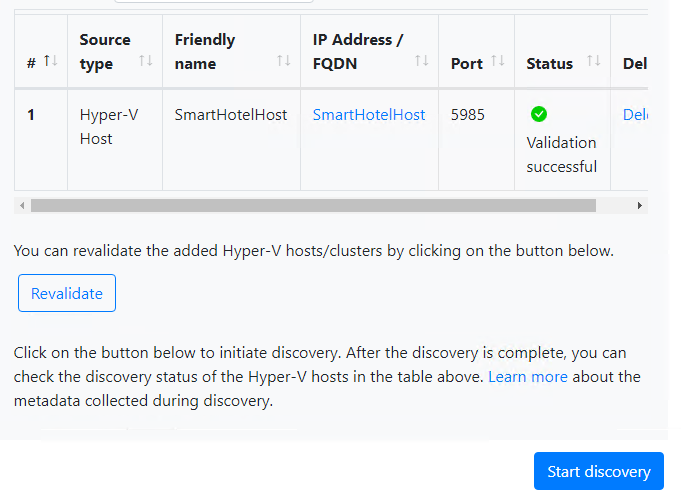 # Source type Friendly name IP Address / FQDN Port Status Del
1 Hyper-V Host SmartHotelHost SmartHotelHost 5985 Validation successful Dele
You can revalidate the added Hyper-V hosts/clusters by clicking on the button below.
Revalidate
Click on the button below to initiate discovery. After the discovery is complete, you can
check the discovery status of the Hyper-V hosts in the table above. Learn more about the
metadata collected during discovery.
Start discovery